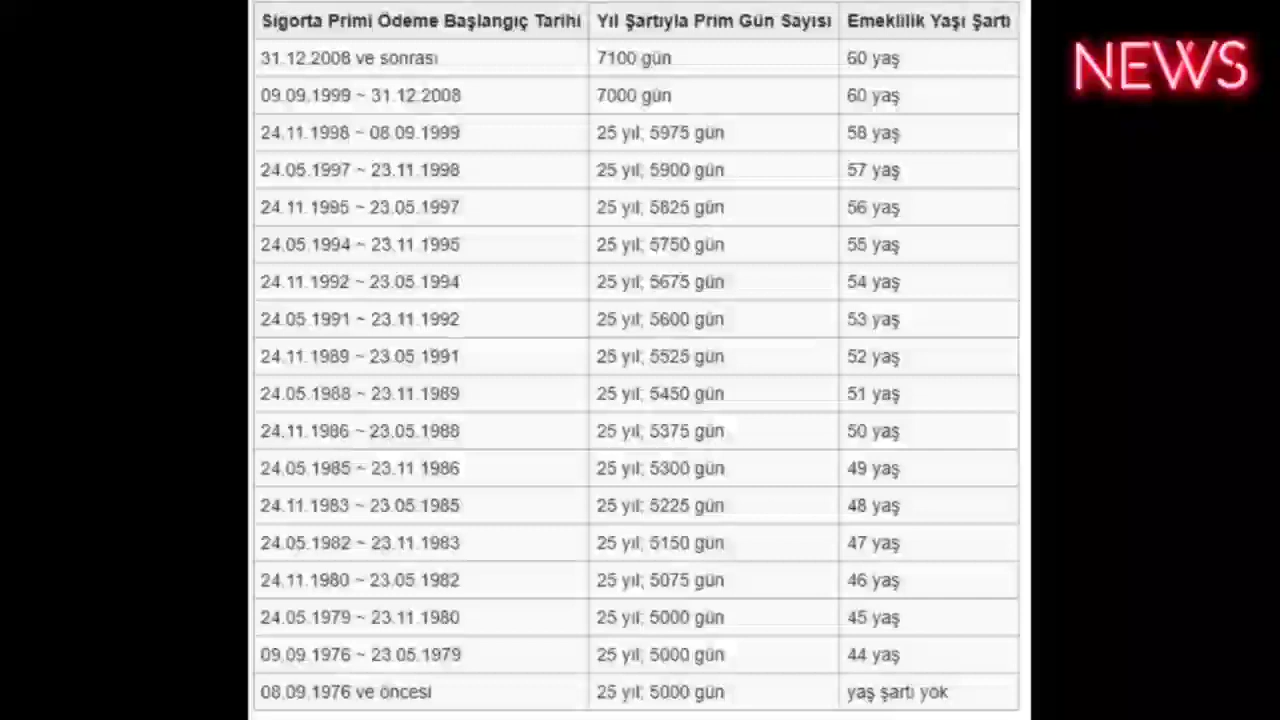 Sigorta Primi Ödeme Başlangıç Tarihi Yıl Şartıyla Prim Gün Sayısı Emeklilik Yaşı Şartı
NEWS
31.12.2008 ve sonrası 7100 gün 60 yaş
09.09.1999 ~ 31.12.2008 7000 gün 60 yaş
24.11.1998 ~ 08.09.1999 25 yıl; 5975 gün 58 yaş
24.05.1997 ~ 23.11.1998 25 yıl; 5900 gün 57 yaş
24.11.1995 ~ 23.05.1997 25 yıl; 5825 gün 56 yaş
24.05.1994 ~ 23.11.1995 25 yıl; 5750 gün 55 yaş
24.11.1992 ~ 23.05.1994 25 yıl; 5675 gün 54 yaş
24.05.1991 ~ 23.11.1992 25 yıl; 5600 gün 53 yaş
24.11.1989 ~ 23.05.1991 25 yıl; 5525 gün 52 yaş
24.05.1988 ~ 23.11.1989 25 yıl; 5450 gün 51 yaş
24.11.1986 ~ 23.05.1988 25 yıl; 5375 gün 50 yaş
24.05.1985 ~ 23.11.1986 25 yıl; 5300 gün 49 yaş
24.11.1983 ~ 23.05.1985 25 yıl; 5225 gün 48 yaş
24.05.1982 ~ 23.11.1983 25 yıl; 5150 gün 47 yaş
24.11.1980 ~ 23.05.1982 25 yıl; 5075 gün 46 yaş
24.05.1979 ~ 23.11.1980 25 yıl; 5000 gün 45 yaş
09.09.1976 ~ 23.05.1979 25 yıl; 5000 gün 44 yaş
08.09.1976 ve öncesi 25 yıl; 5000 gün yaş şartı yok